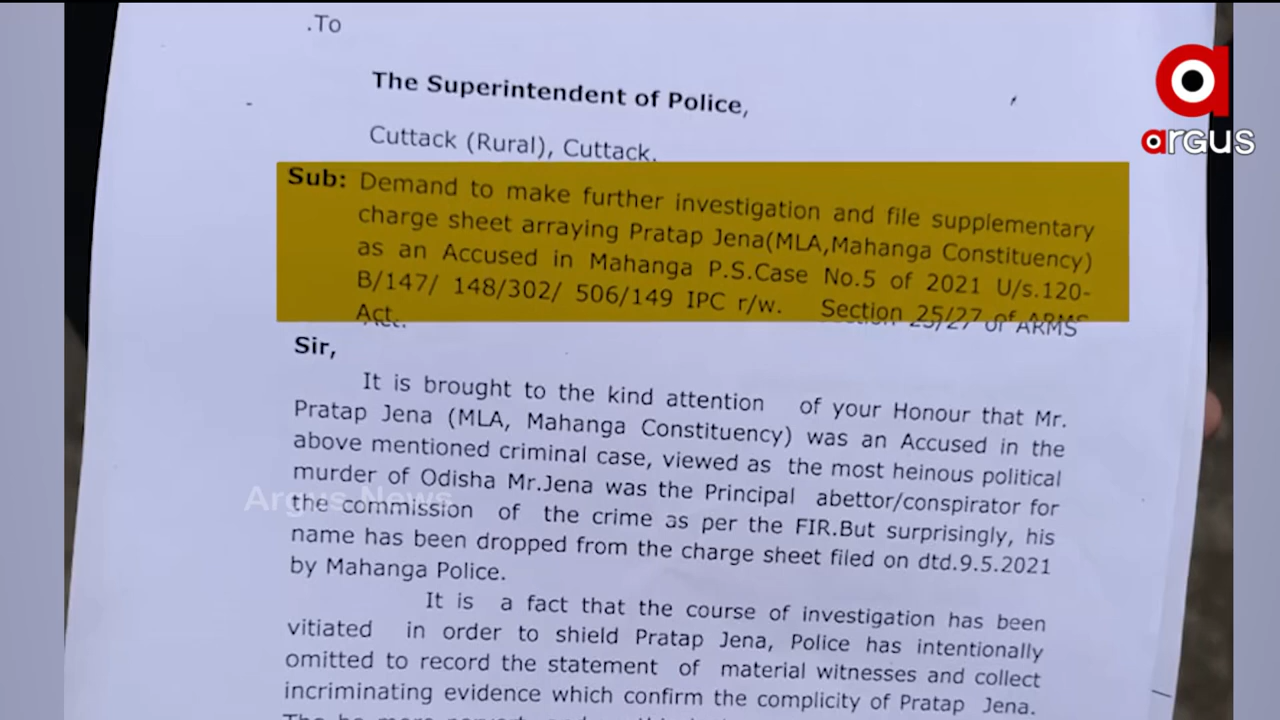 .To
The Superintendent of Police,
Cuttack (Rural), Cuttack.
argus
Sub: Demand to make further investigation and file supplementary
charge sheet arraying Pratap Jena(MLA,Mahanga Constituency)
as an Accused in Mahanga P.S.Case No.5 of 2021 U/s.120-
B/147/ 148/302/ 506/149 IPC r/w. Section 25/27 of ARMS
Act.
Sir,
It is brought to the kind attention of your Honour that Mr.
Pratap Jena (MLA, Mahanga Constituency) was an Accused in the
above mentioned criminal case, viewed as the most heinous political
murder of Odisha Mr.Jena was the Principal abettor/conspirator for
Argus News
the commission of the crime as per the FIR.But surprisingly, his
name has been dropped from the charge sheet filed on dtd.9.5.2021
by Mahanga Police.
It is a fact that the course of investigation has been
vitiated in order to shield Pratap Jena, Police has intentionally
omitted to record the statement of material witnesses and collect
incriminating evidence which confirm the complicity of Pratap Jena.